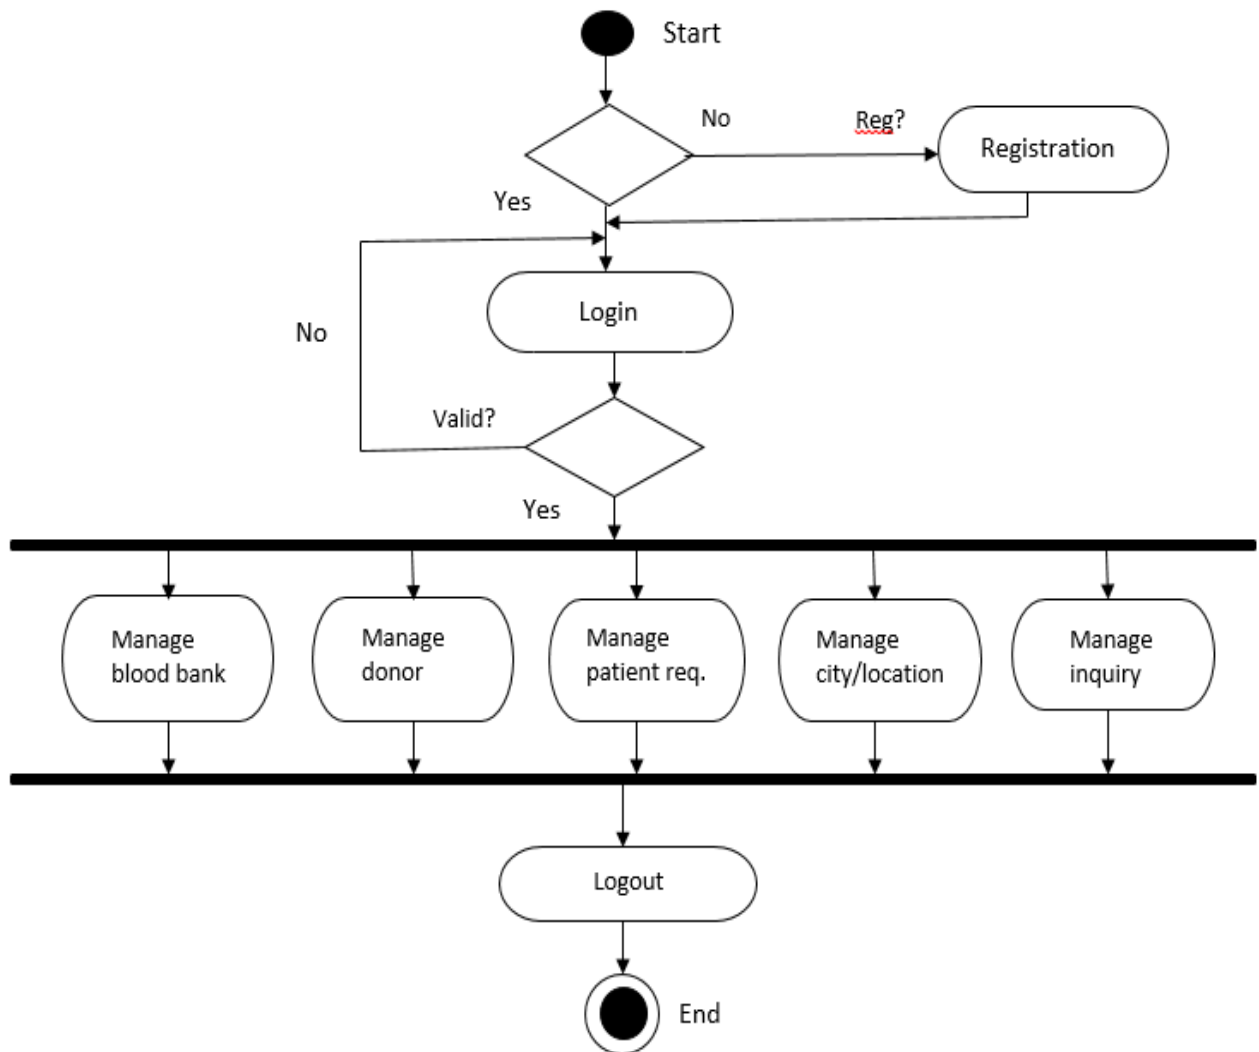 Start
No
Reg?
Registration
Yes
Login
No
Valid?
Yes
Manage
blood bank
Manage
donor
Manage
patient req.
Manage
city/location
Manage
inquiry
Logout
End